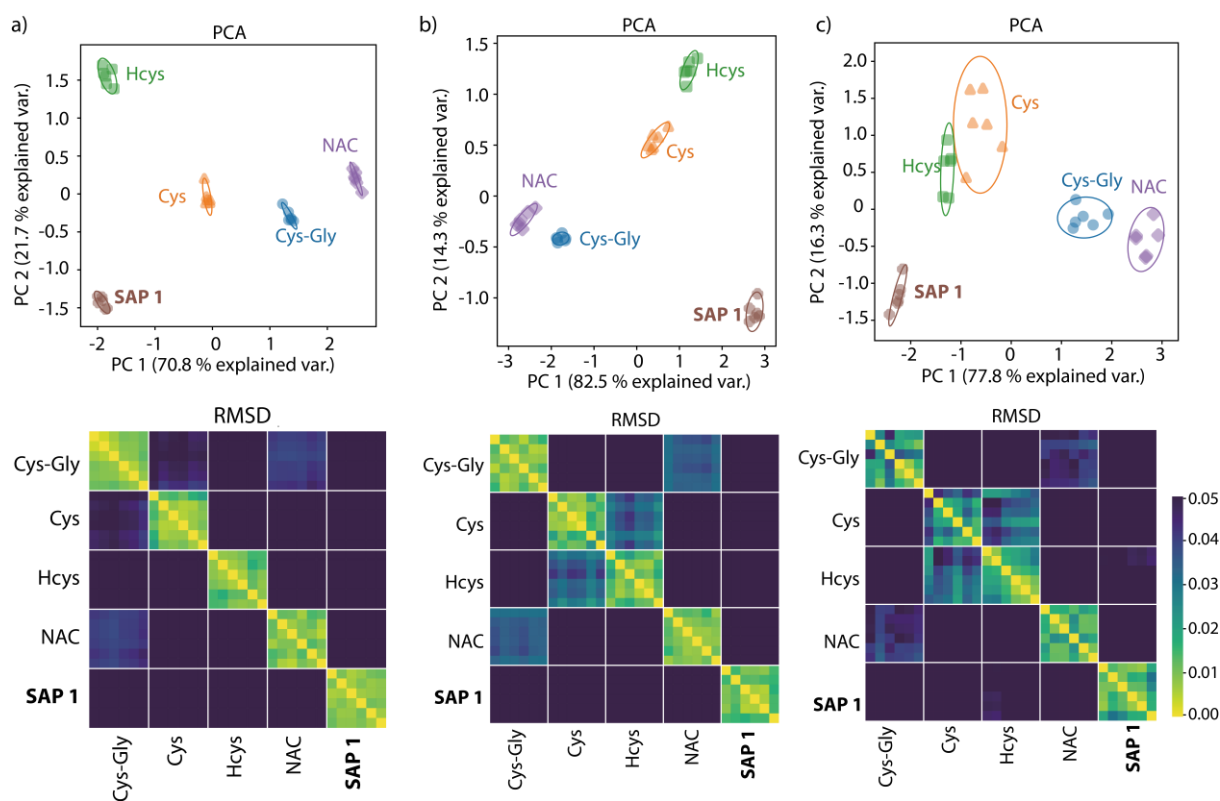 a)
PCA
PC 2 (21.7 % explained var.)
1.5
1.0
0.5
0
-0.5
-1.0
-1.5
Hcys
NAC
Cys
Cys-Gly
SAP 1
-2
-1
0
1
2
PC 1 (70.8 % explained var.)
b)
PCA
PC 2 (14.3 % explained var.)
1.5
1.0
0.5
0
-0.5
-1.0
Hcys
Cys
NAC
Cys-Gly
SAP 1
-3
-2
-1
0
1
2
3
PC 1 (82.5 % explained var.)
c)
PCA
PC 2 (16.3 % explained var.)
2.0
1.5
1.0
0.5
0
-0.5
-1.0
-1.5
Cys
Hcys
Cys-Gly
NAC
SAP 1
-2
-1
0
1
2
3
PC 1 (77.8 % explained var.)
RMSD
Cys-Gly
Cys
Hcys
NAC
SAP 1
Cys-Gly
Cys
Hcys
NAC
SAP 1
RMSD
Cys-Gly
Cys
Hcys
NAC
SAP 1
Cys-Gly
Cys
Hcys
NAC
SAP 1
RMSD
Cys-Gly
Cys
Hcys
NAC
SAP 1
Cys-Gly
Cys
Hcys
NAC
SAP 1
0.05
0.04
0.03
0.02
0.01
0.00